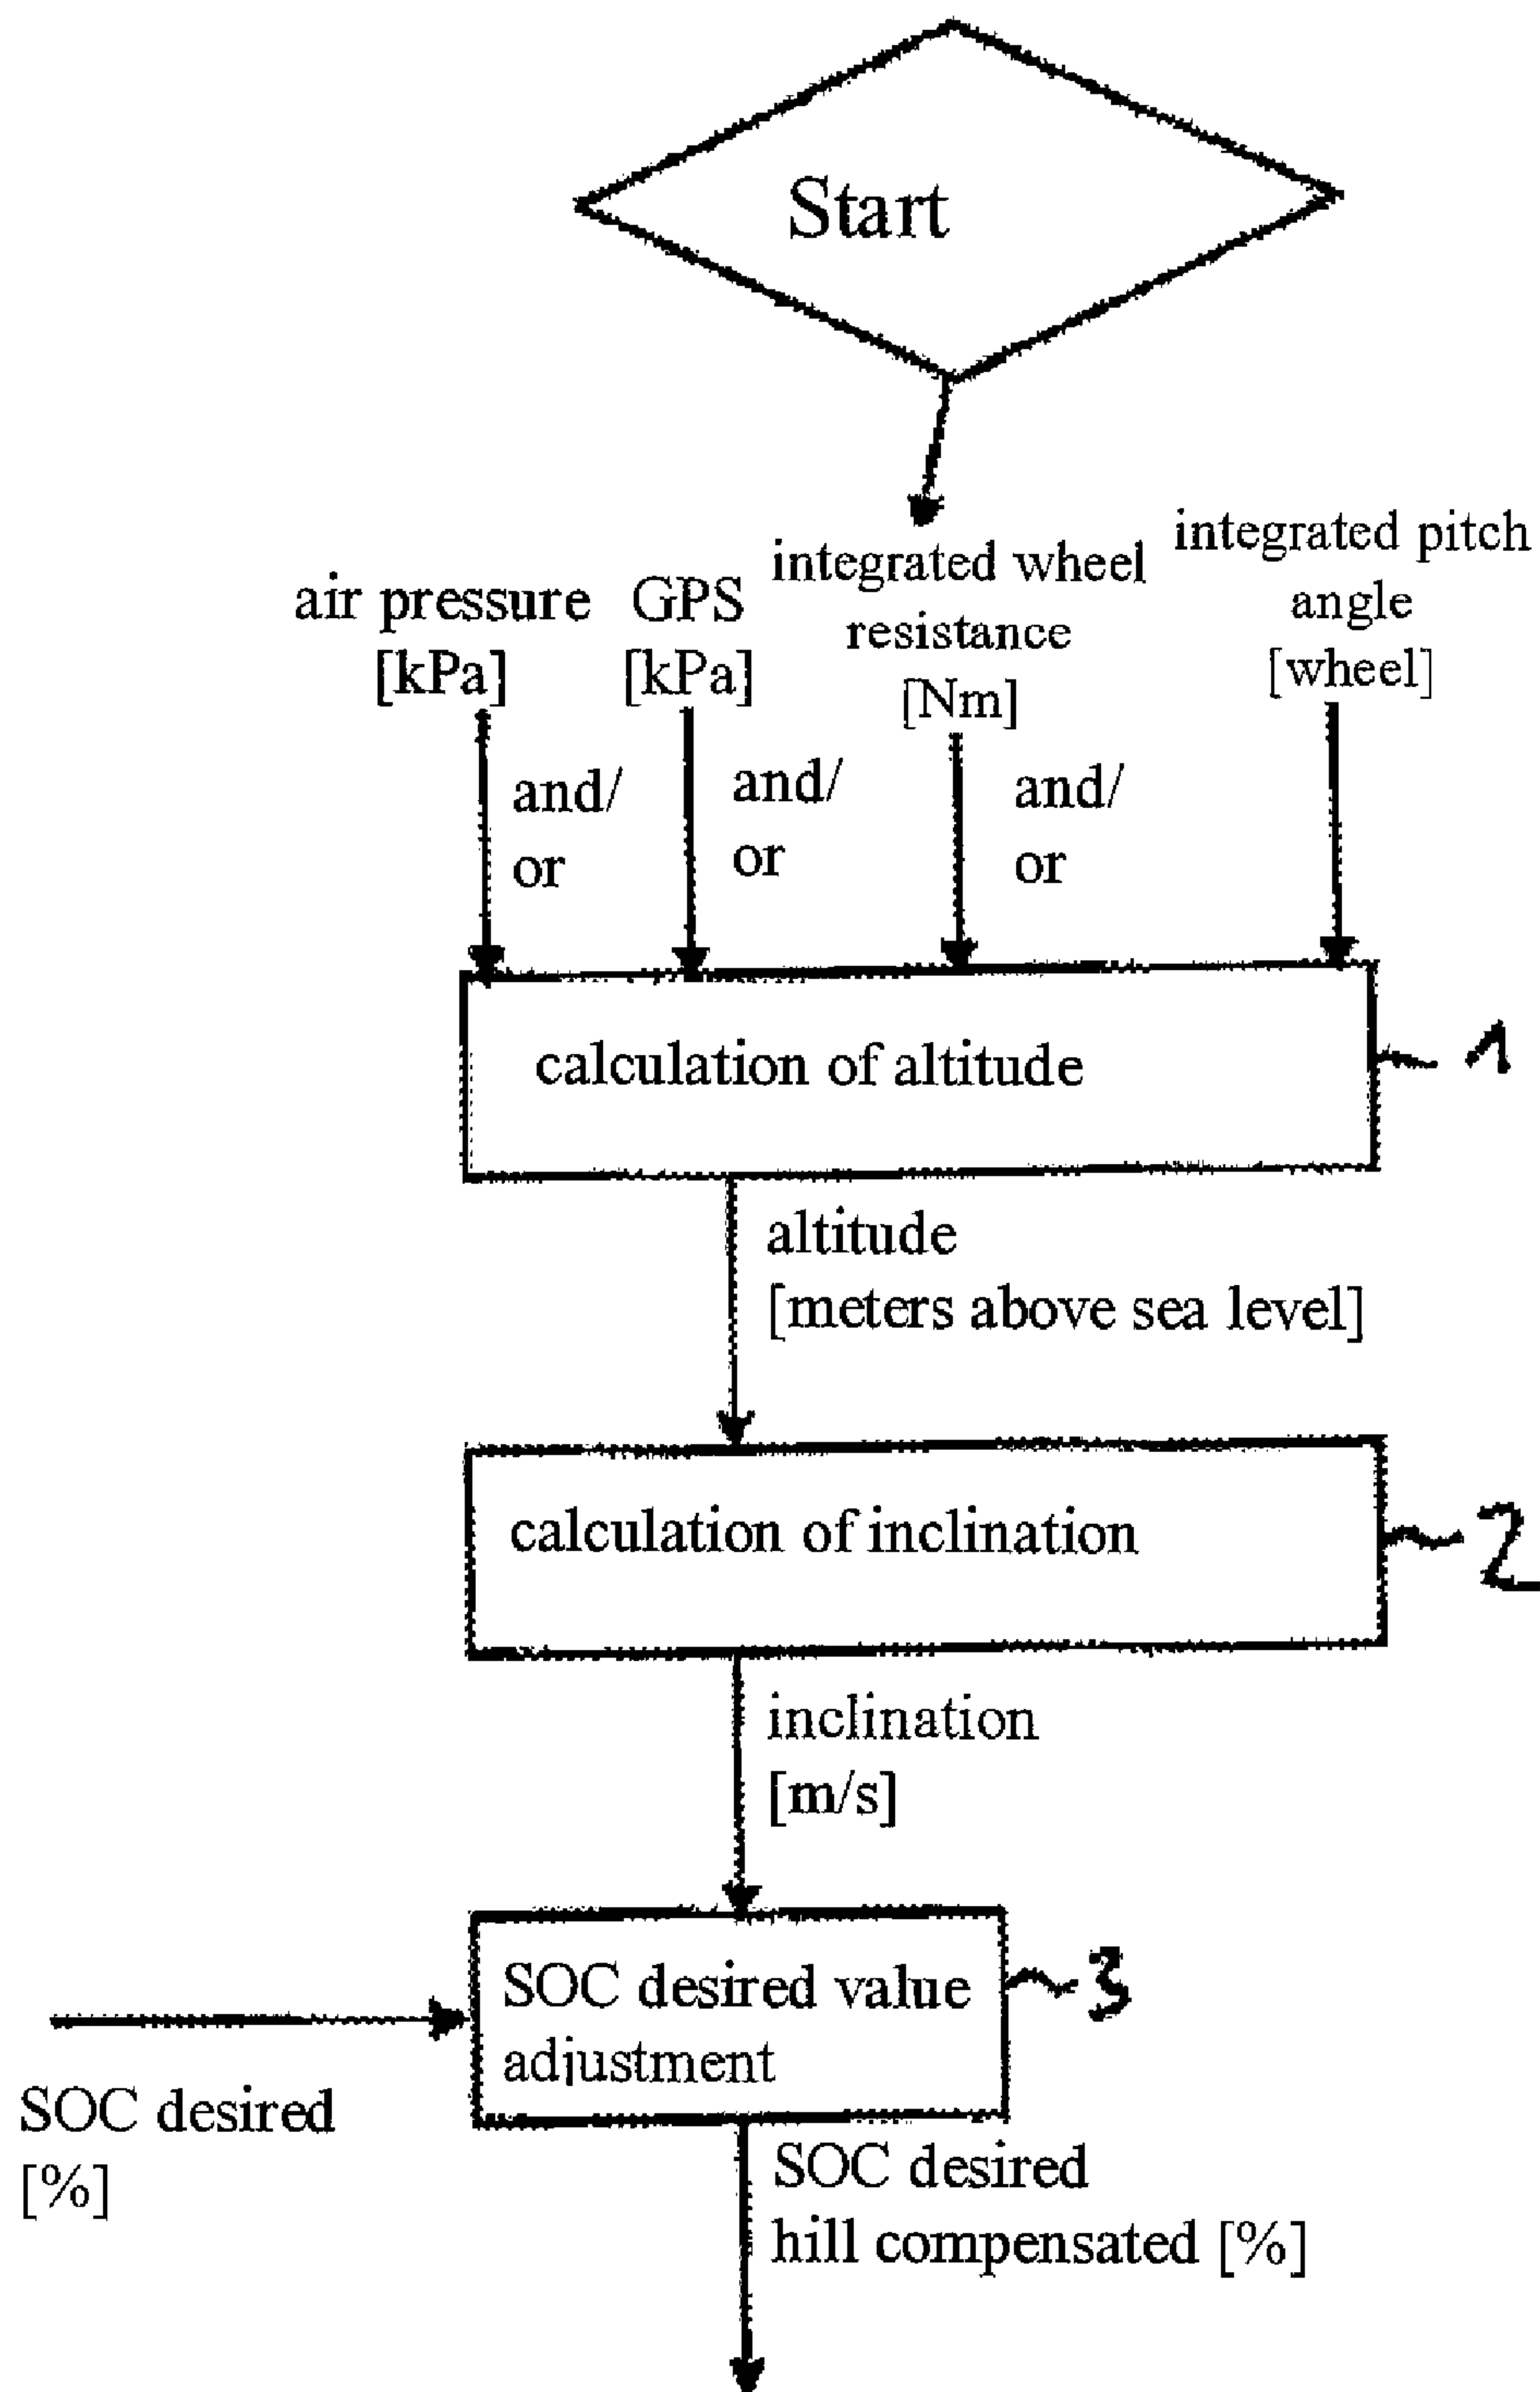 Start
air pressure
[kPa]
GPS
[kPa]
integrated wheel
resistance
[Nm]
integrated pitch
angle
[wheel]
and/
or
and/
or
and/
or
calculation of altitude
1
altitude
[meters above sea level]
calculation of inclination
2
inclination
[m/s]
SOC desired value
adjustment
3
SOC desired
[%]
SOC desired
hill compensated [%]